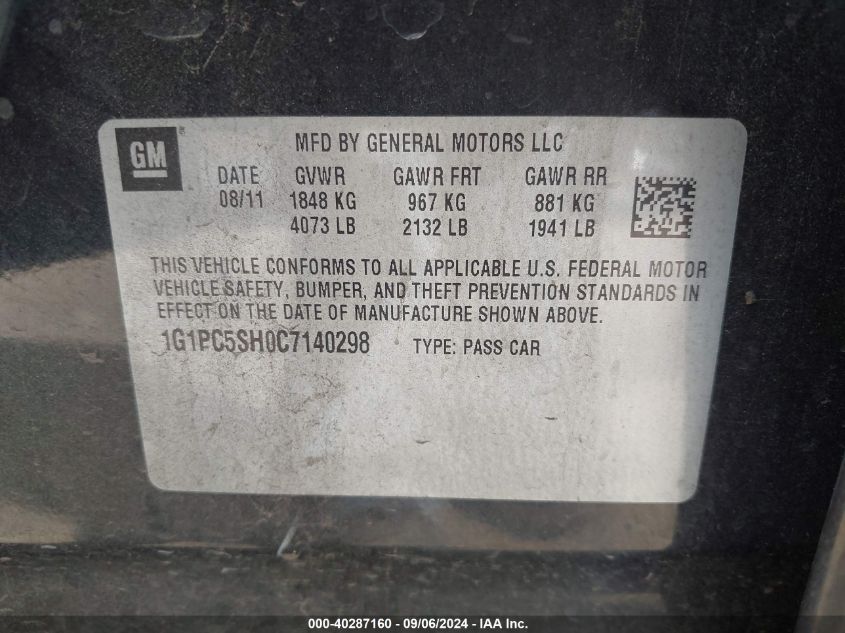 GM ®
MFD BY GENERAL MOTORS LLC
DATE GVWR GAWR FRT GAWR RR
08/11 1848 KG 967 KG 881 KG
4073 LB 2132 LB 1941 LB
THIS VEHICLE CONFORMS TO ALL APPLICABLE U.S. FEDERAL MOTOR
VEHICLE SAFETY, BUMPER, AND THEFT PREVENTION STANDARDS IN
EFFECT ON THE DATE OF MANUFACTURE SHOWN ABOVE.
1G1PC5SH0C7140298 TYPE: PASS CAR
000-40287160 - 09/06/2024 - IAA Inc.